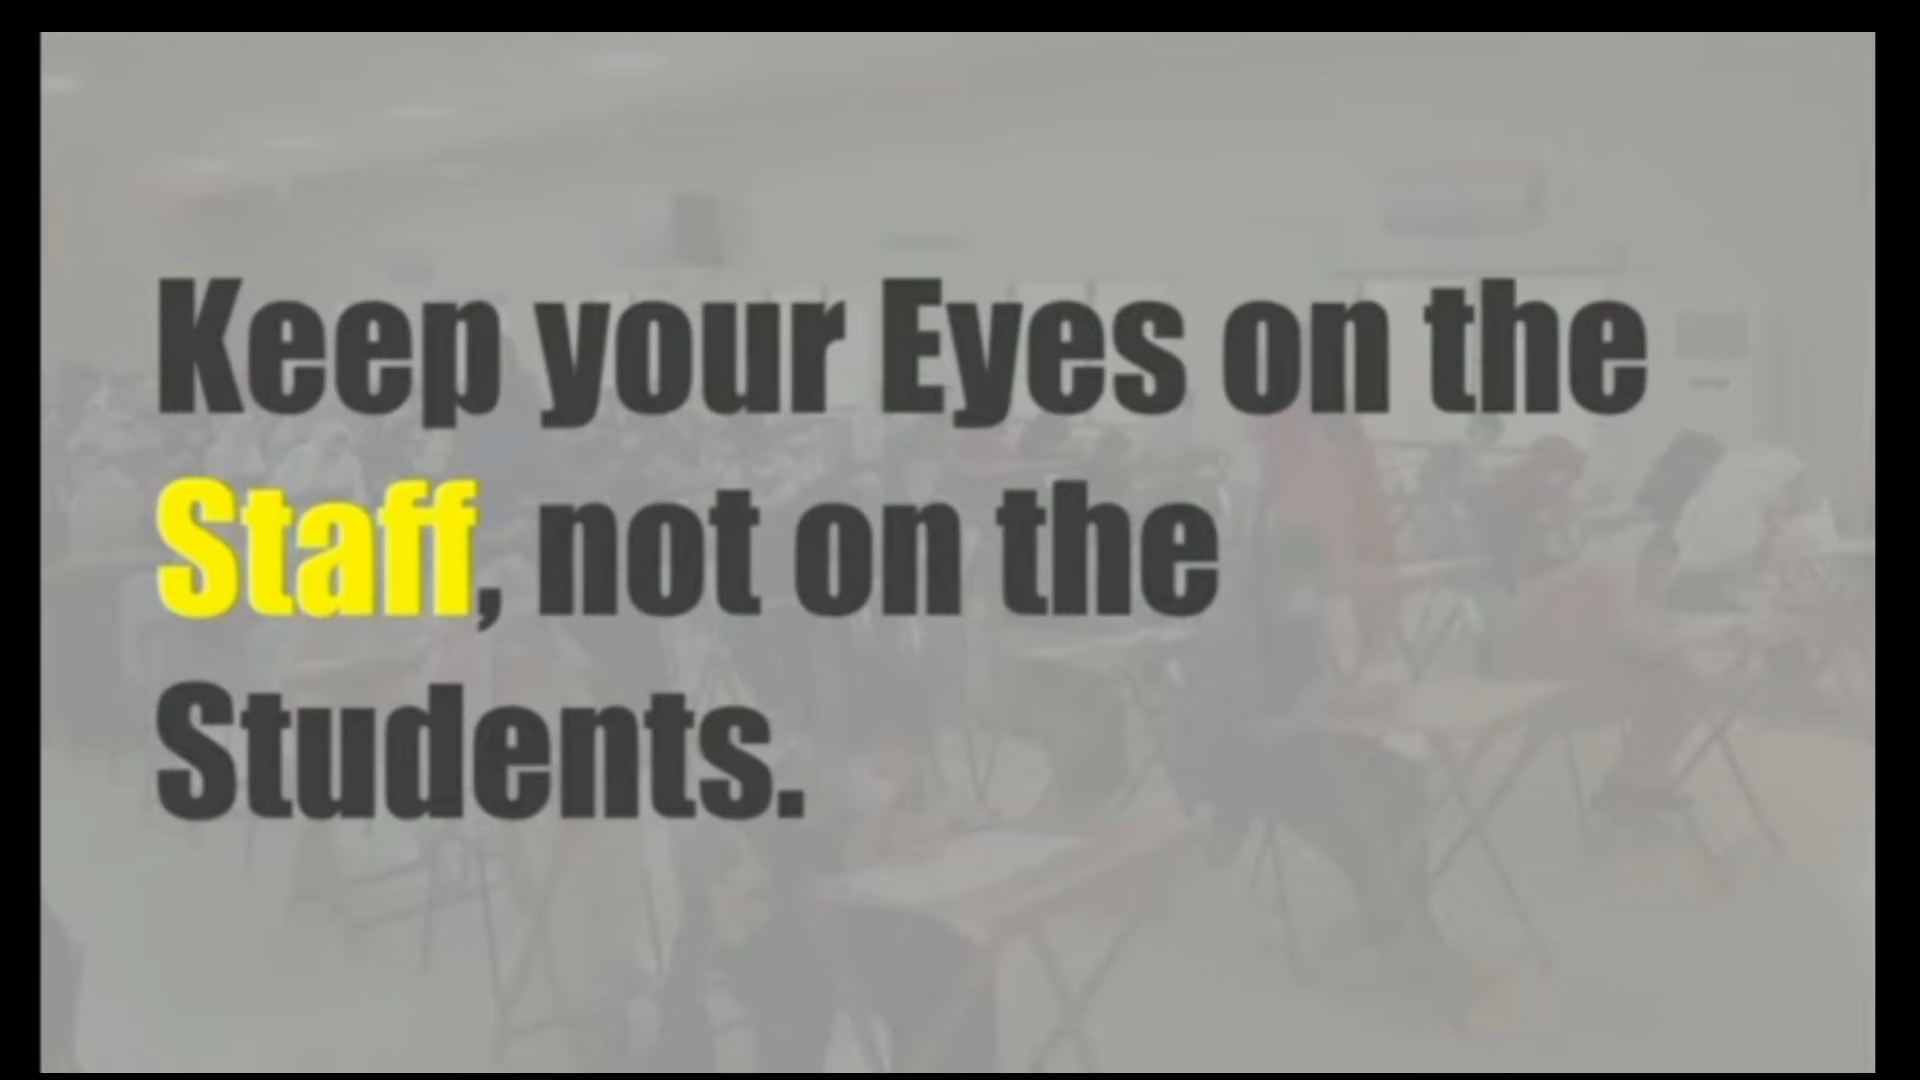 Keep your Eyes on the
Staff, not on the
Students.